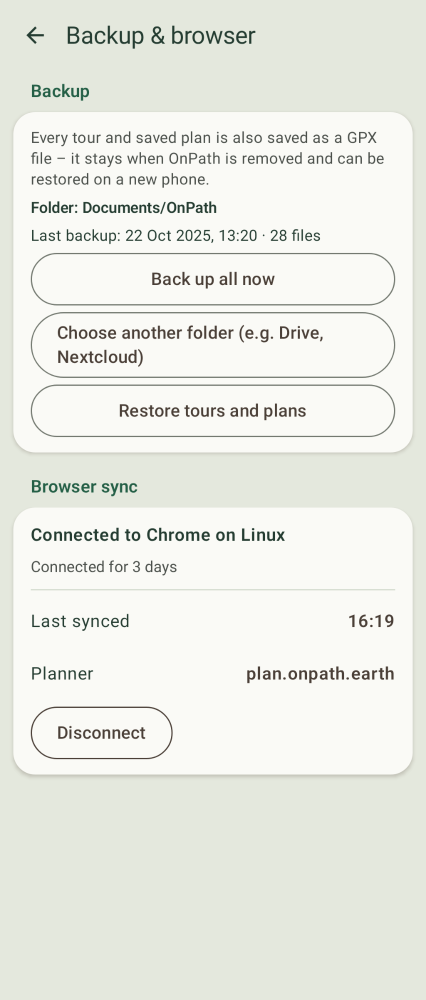 Backup & browser
Backup
Every tour and saved plan is also saved as a GPX
file – it stays when OnPath is removed and can be
restored on a new phone.
Folder: Documents/OnPath
Last backup: 22 Oct 2025, 13:20 · 28 files
Back up all now
Choose another folder (e.g. Drive,
Nextcloud)
Restore tours and plans
Browser sync
Connected to Chrome on Linux
Connected for 3 days
Last synced 16:19
Planner plan.onpath.earth
Disconnect